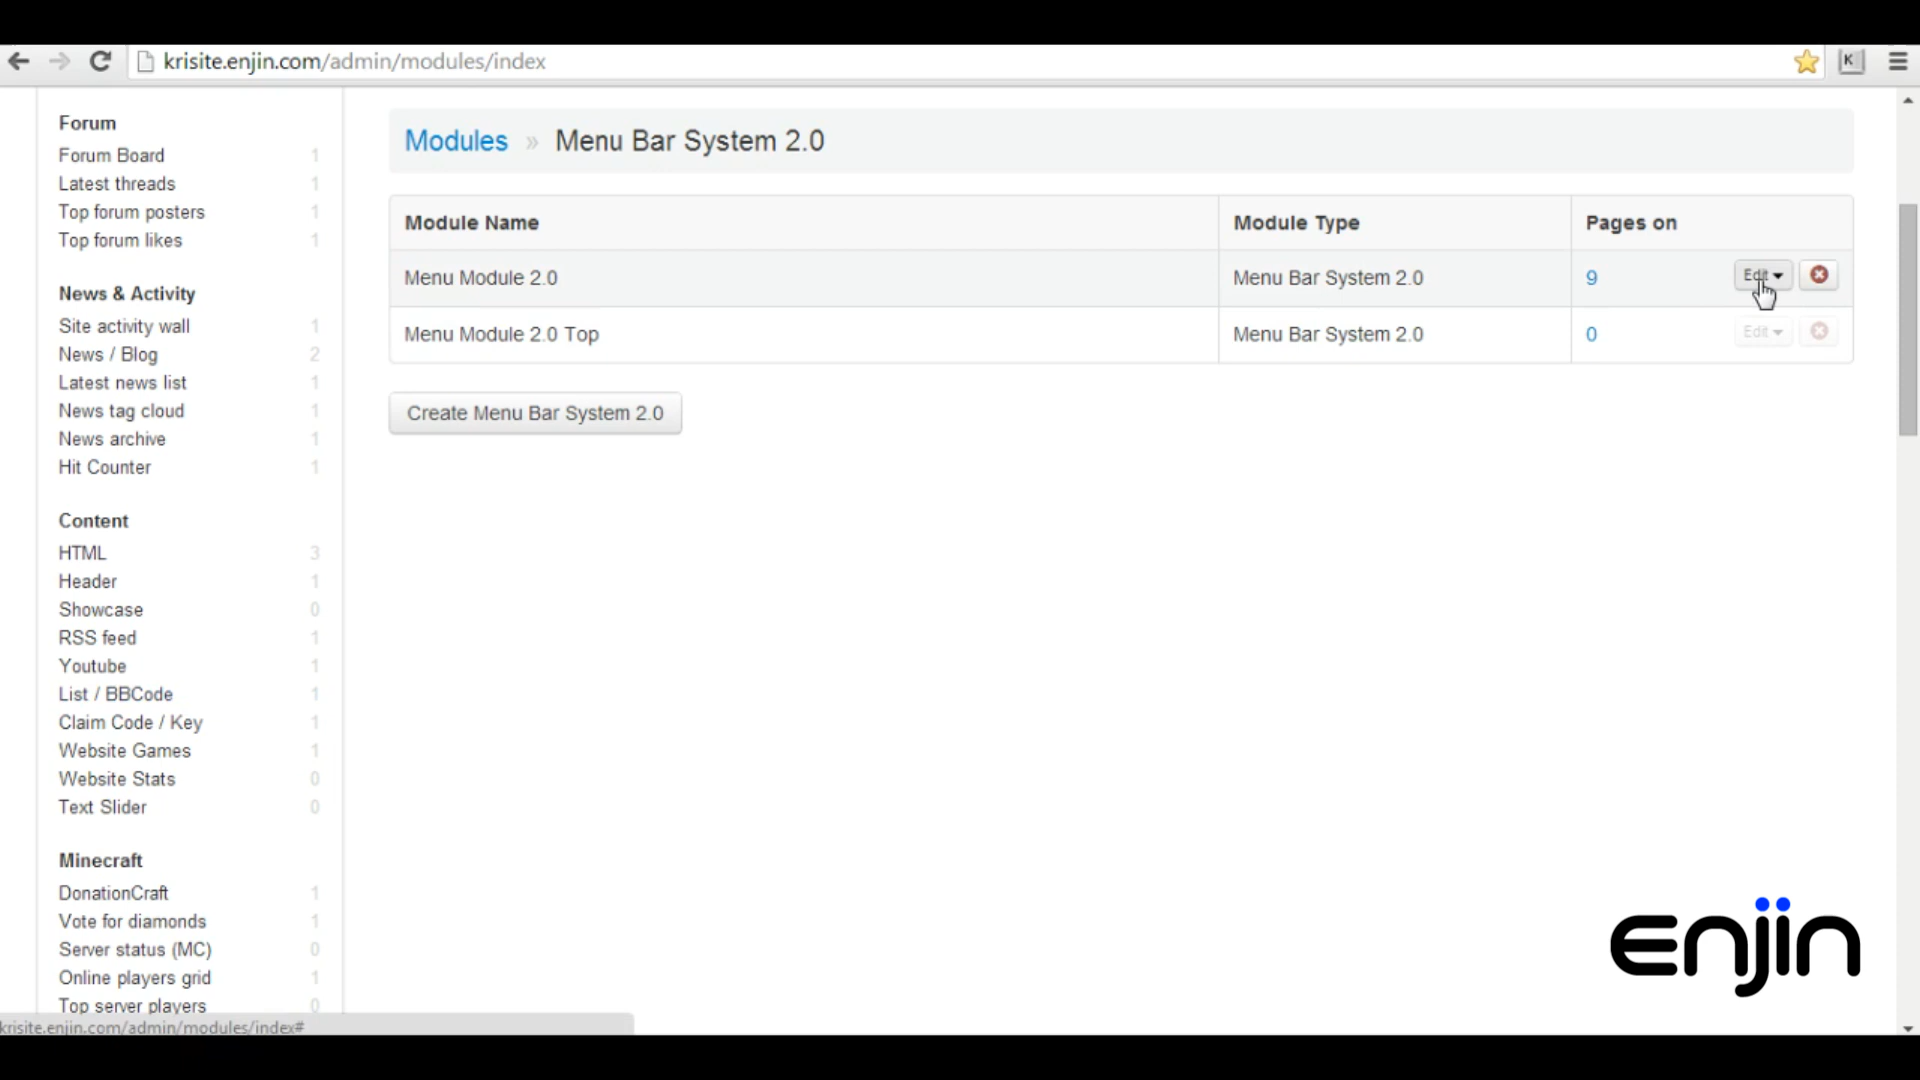 krisite.enjin.com/admin/modules/index
K
Forum
Forum Board 1
Latest threads 1
Top forum posters 1
Top forum likes 1
News & Activity
Site activity wall 1
News / Blog 2
Latest news list 1
News tag cloud 1
News archive 1
Hit Counter 1
Content
HTML 3
Header 1
Showcase 0
RSS feed 1
Youtube 1
List / BBCode 1
Claim Code / Key 1
Website Games 1
Website Stats 0
Text Slider 0
Minecraft
DonationCraft 1
Vote for diamonds 1
Server status (MC) 0
Online players grid 1
Top server players 0
krisite.enjin.com/admin/modules/index#
Modules » Menu Bar System 2.0
Module Name Module Type Pages on
Menu Module 2.0 Menu Bar System 2.0 9 Edit
Menu Module 2.0 Top Menu Bar System 2.0 0 Edit
Create Menu Bar System 2.0
enjin